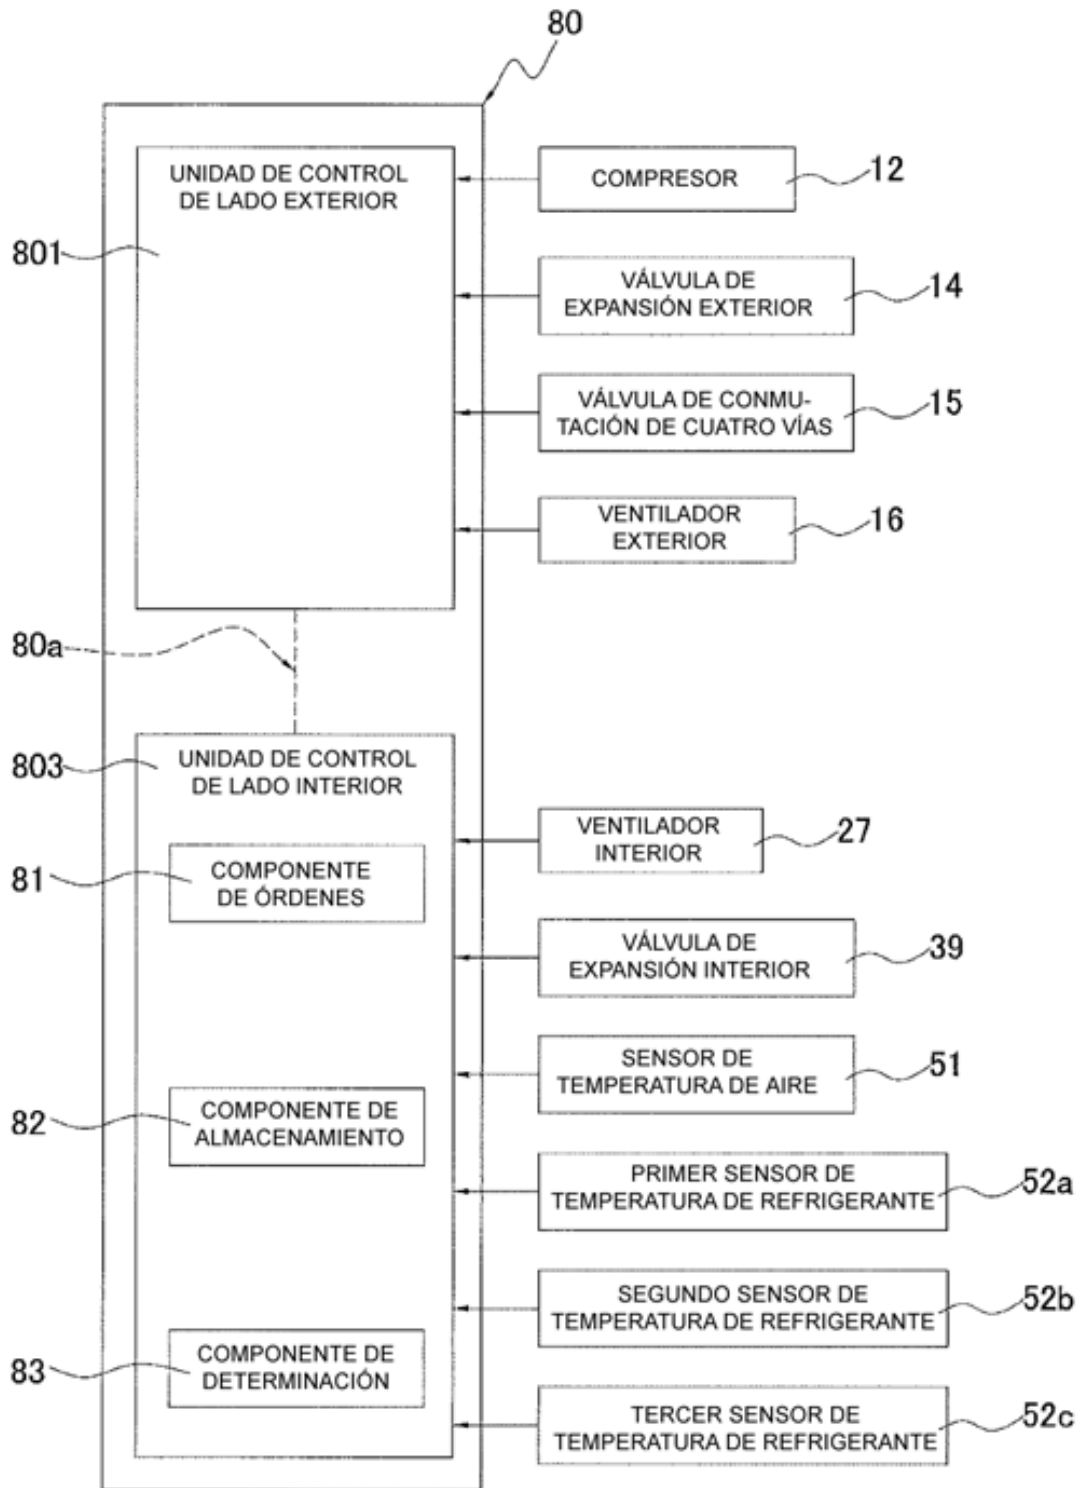 80
UNIDAD DE CONTROL
DE LADO EXTERIOR
801
COMPRESOR
12
VÁLVULA DE
EXPANSIÓN EXTERIOR
14
VÁLVULA DE CONMU-
TACIÓN DE CUATRO VÍAS
15
VENTILADOR
EXTERIOR
16
80a
803
UNIDAD DE CONTROL
DE LADO INTERIOR
VENTILADOR
INTERIOR
27
81
COMPONENTE
DE ÓRDENES
VÁLVULA DE
EXPANSIÓN INTERIOR
39
SENSOR DE
TEMPERATURA DE AIRE
51
82
COMPONENTE DE
ALMACENAMIENTO
PRIMER SENSOR DE
TEMPERATURA DE REFRIGERANTE
52a
SEGUNDO SENSOR DE
TEMPERATURA DE REFRIGERANTE
52b
83
COMPONENTE DE
DETERMINACIÓN
TERCER SENSOR DE
TEMPERATURA DE REFRIGERANTE
52c